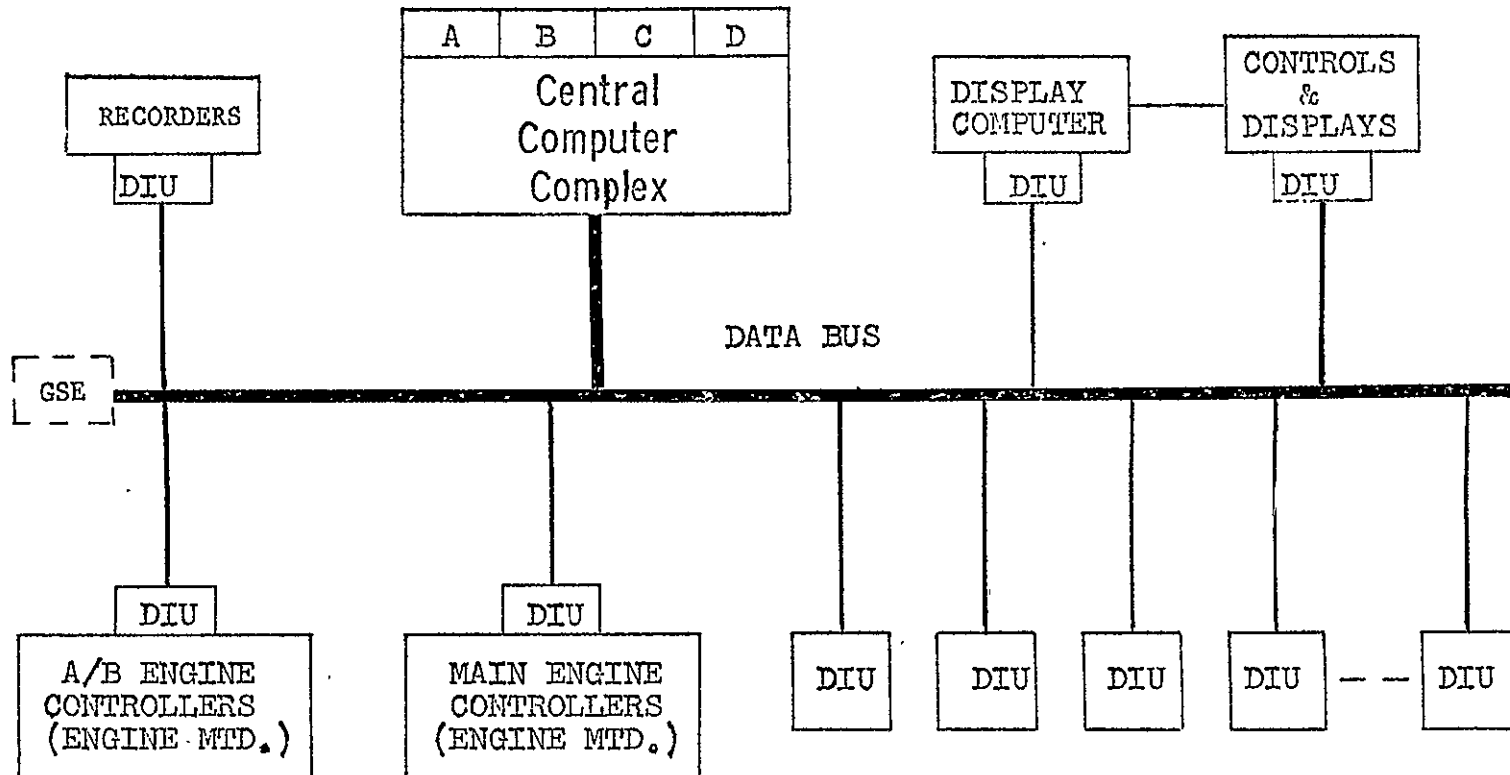 A B C D
Central
Computer
Complex
RECORDERS
DIU
DISPLAY
COMPUTER
DIU
CONTROLS
&
DISPLAYS
DIU
DATA BUS
GSE
DIU
A/B ENGINE
CONTROLLERS
(ENGINE MTD.)
DIU
MAIN ENGINE
CONTROLLERS
(ENGINE MTD.)
DIU
DIU
DIU
DIU
DIU